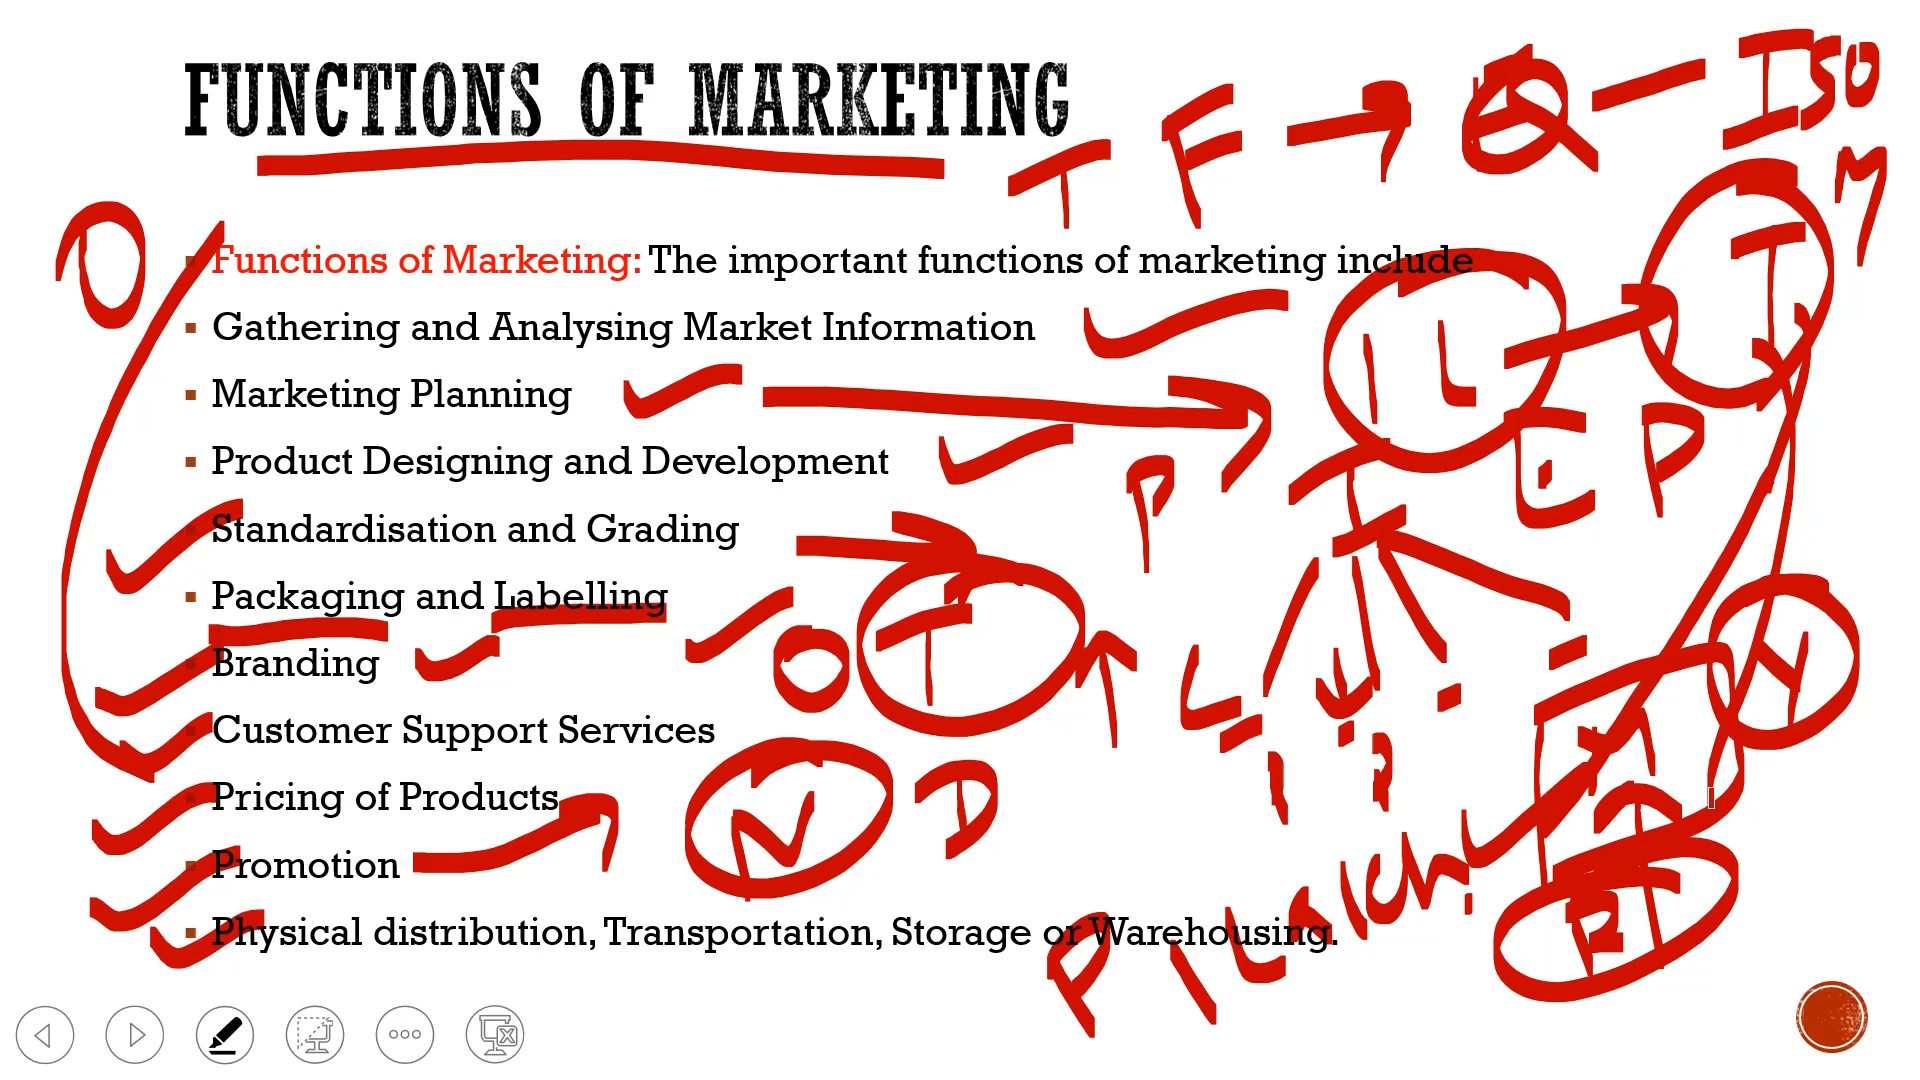 FUNCTIONS OF MARKETING
Functions of Marketing: The important functions of marketing include
Gathering and Analysing Market Information
Marketing Planning
Product Designing and Development
Standardisation and Grading
Packaging and Labelling
Branding
Customer Support Services
Pricing of Products
Promotion
Physical distribution, Transportation, Storage or Warehousing.
T F → Q — ISO